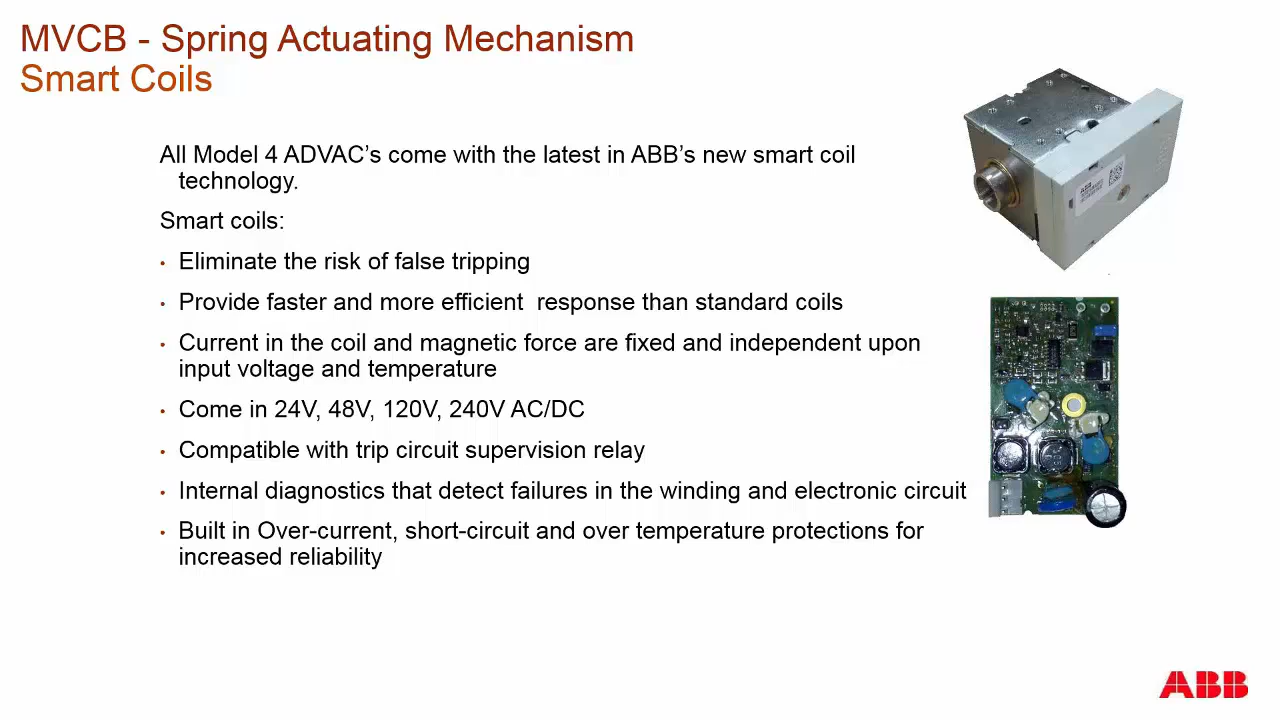 MVCB - Spring Actuating Mechanism
Smart Coils
All Model 4 ADVAC’s come with the latest in ABB’s new smart coil
technology.
Smart coils:
• Eliminate the risk of false tripping
• Provide faster and more efficient  response than standard coils
• Current in the coil and magnetic force are fixed and independent upon
input voltage and temperature
• Come in 24V, 48V, 120V, 240V AC/DC
• Compatible with trip circuit supervision relay
• Internal diagnostics that detect failures in the winding and electronic circuit
• Built in Over-current, short-circuit and over temperature protections for
increased reliability
ABB
ABB